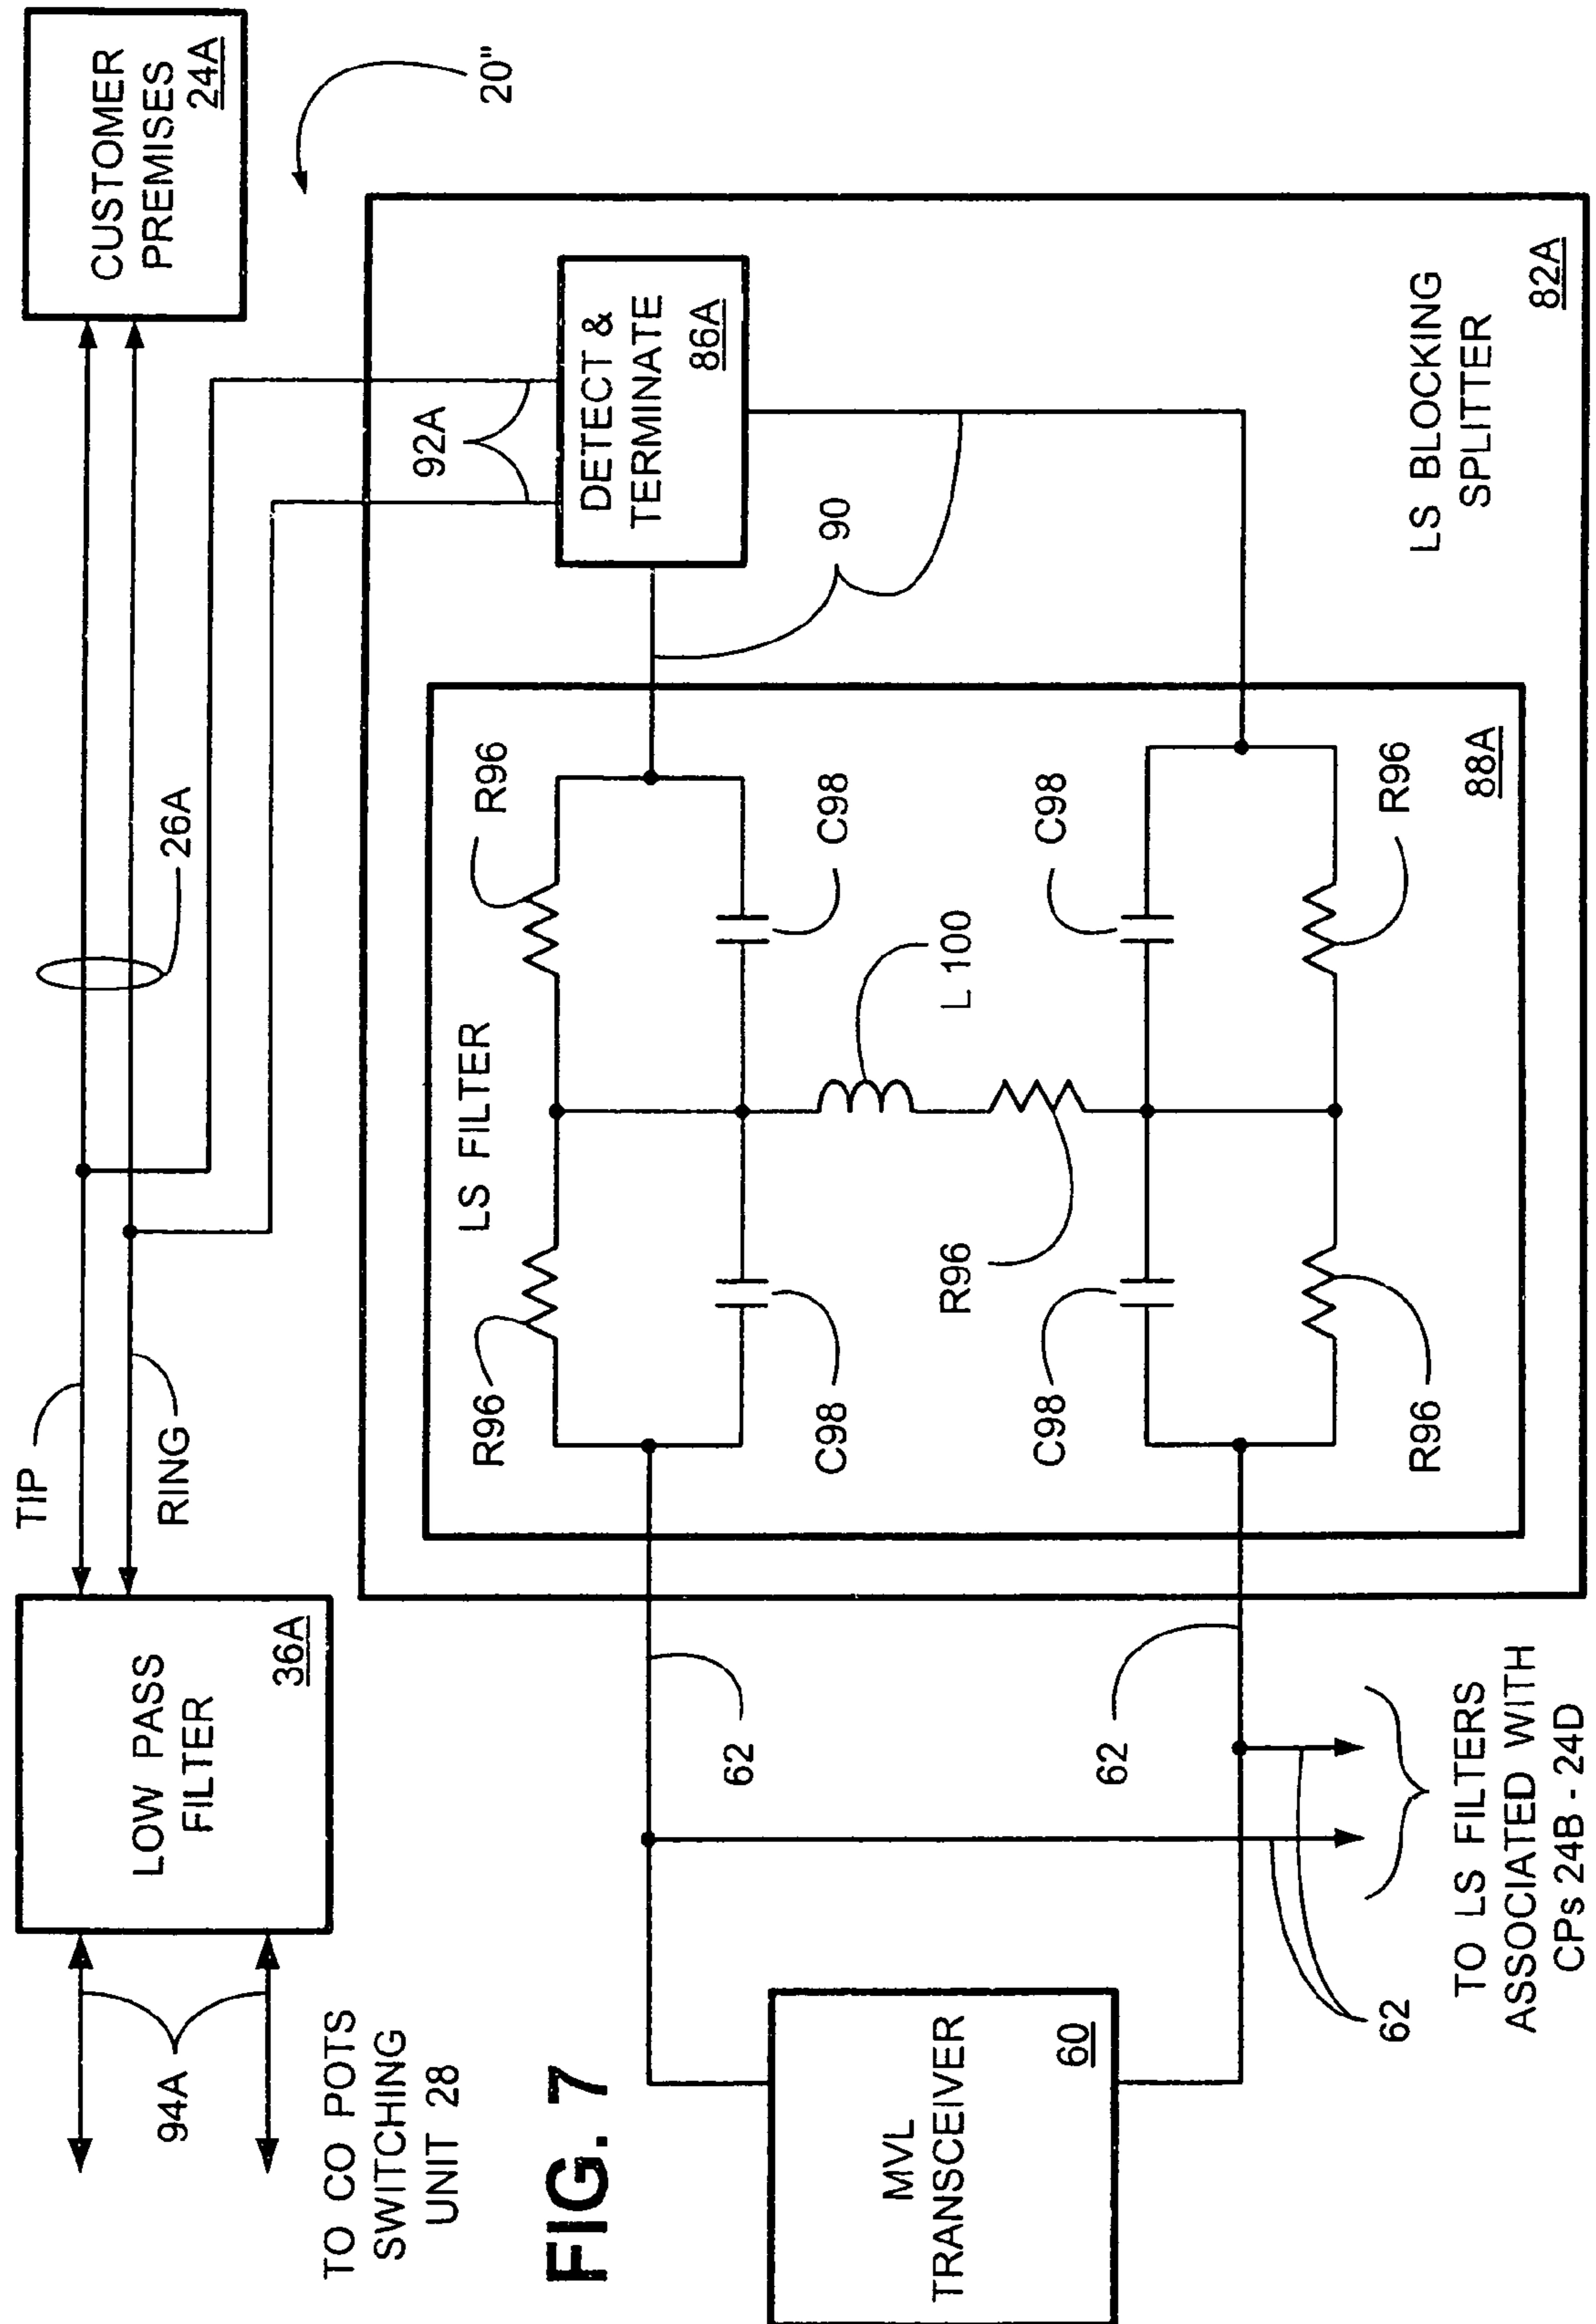 TO CO POTS
SWITCHING
UNIT 28
94A
LOW PASS
FILTER
36A
TIP
RING
26A
CUSTOMER
PREMISES
24A
20"
92A
DETECT &
TERMINATE
86A
90
LS FILTER
R96
R96
C98
C98
L 100
R96
C98
C98
R96
R96
88A
LS BLOCKING
SPLITTER
82A
62
62
MVL
TRANSCEIVER
60
62
TO LS FILTERS
ASSOCIATED WITH
CPs 24B - 24D
FIG. 7